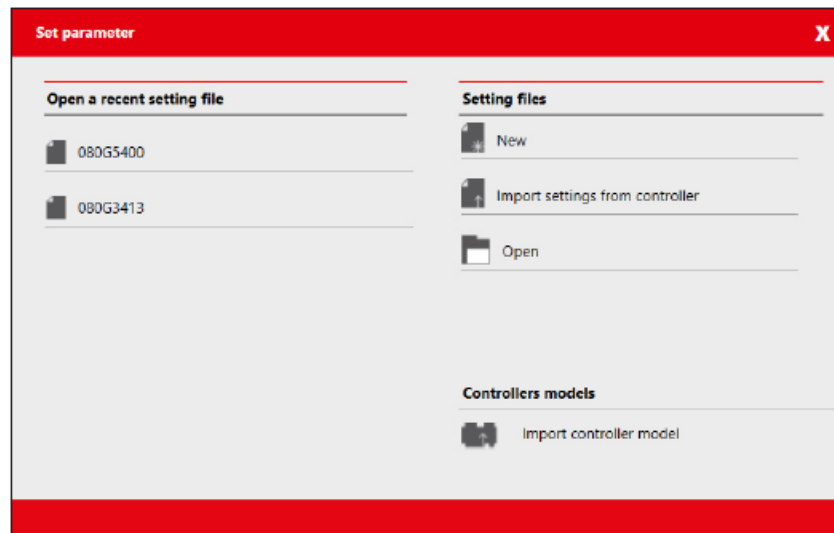 Set parameter
X
Open a recent setting file
080G5400
080G3413
Setting files
New
Import settings from controller
Open
Controllers models
Import controller model